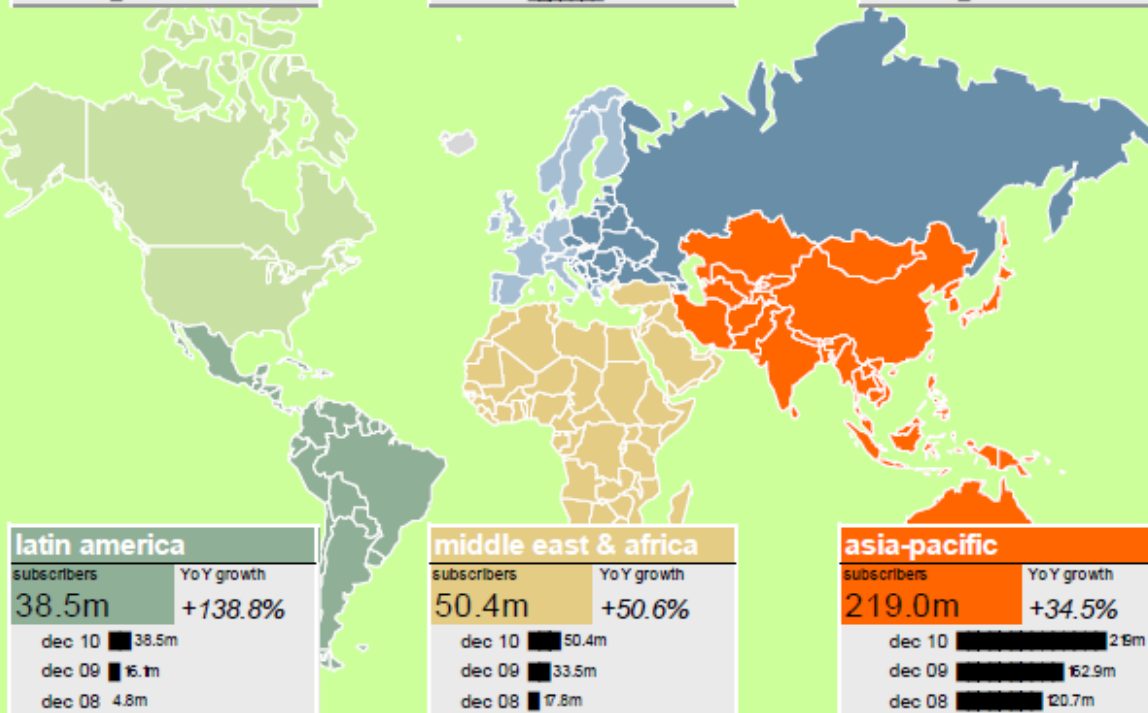 latin america
subscribers YoY growth
38.5m +138.8%
dec 10 38.5m
dec 09 16.1m
dec 08 4.8m
middle east & africa
subscribers YoY growth
50.4m +50.6%
dec 10 50.4m
dec 09 33.5m
dec 08 17.8m
asia-pacific
subscribers YoY growth
219.0m +34.5%
dec 10 219m
dec 09 162.9m
dec 08 120.7m